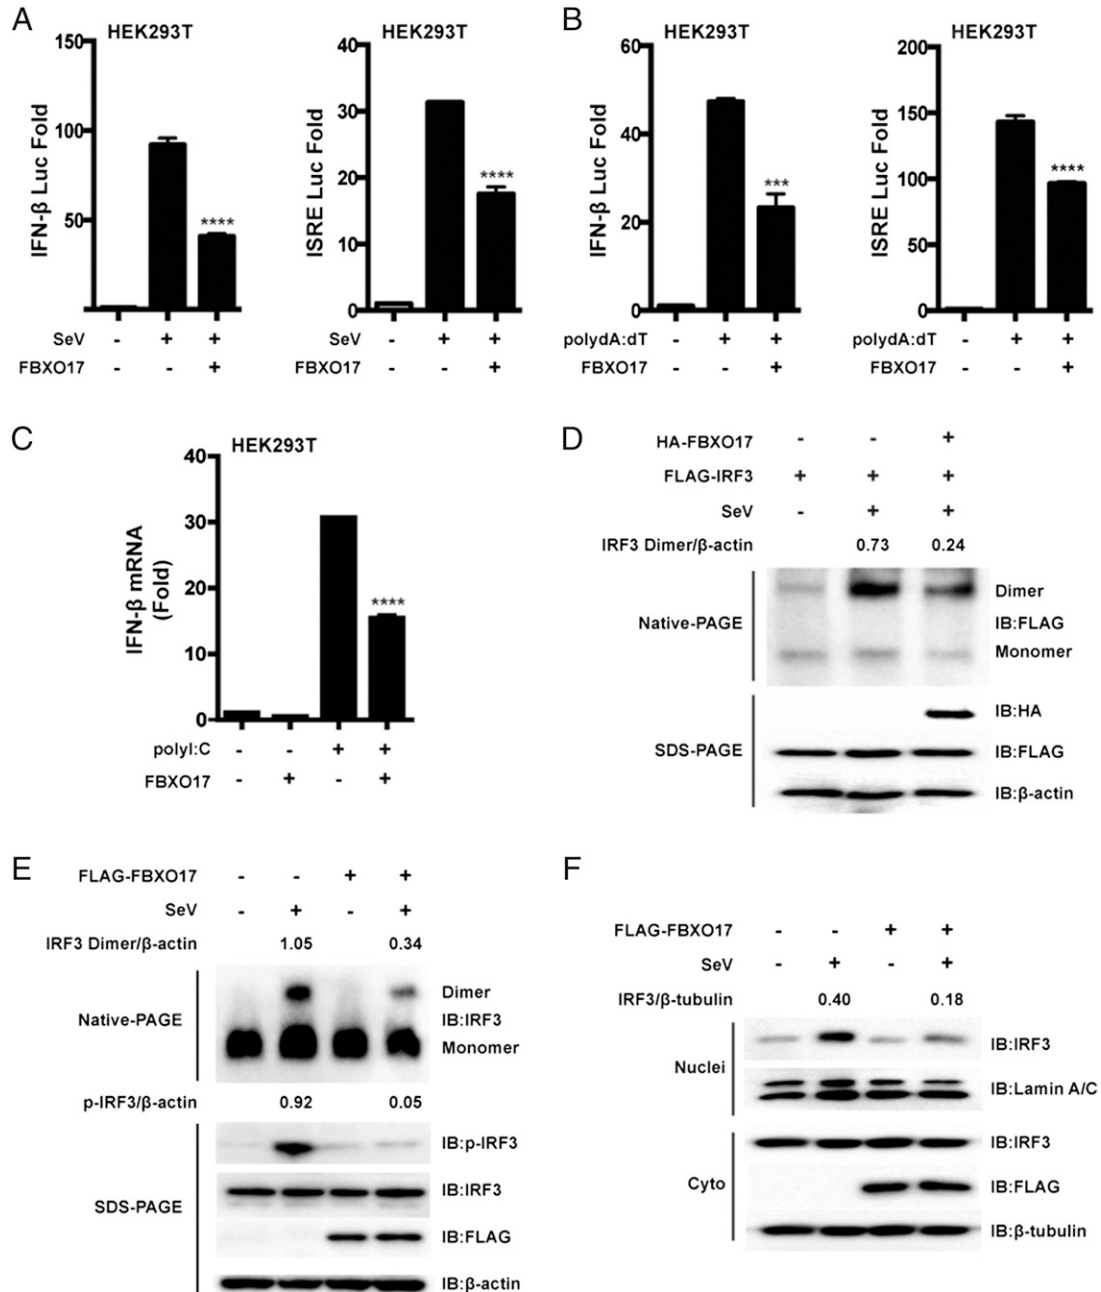 A
HEK293T
IFN-β Luc Fold
150
100
50
****
SeV - + +
FBXO17 - - +
HEK293T
ISRE Luc Fold
40
30
20
10
0
****
SeV - + +
FBXO17 - - +
B
HEK293T
IFN-β Luc Fold
60
40
20
0
***
polydA:dT - + +
FBXO17 - - +
HEK293T
ISRE Luc Fold
200
150
100
50
0
****
polydA:dT - + +
FBXO17 - - +
C
HEK293T
IFN-β mRNA
(Fold)
40
30
20
10
0
****
polyI:C - - + +
FBXO17 - + - +
D
HA-FBXO17 - - +
FLAG-IRF3 + + +
SeV - + +
IRF3 Dimer/β-actin 0.73 0.24
Native-PAGE
Dimer
IB:FLAG
Monomer
SDS-PAGE
IB:HA
IB:FLAG
IB:β-actin
E
FLAG-FBXO17 - - + +
SeV - + - +
IRF3 Dimer/β-actin 1.05 0.34
Native-PAGE
Dimer
IB:IRF3
Monomer
p-IRF3/β-actin 0.92 0.05
SDS-PAGE
IB:p-IRF3
IB:IRF3
IB:FLAG
IB:β-actin
F
FLAG-FBXO17 - - + +
SeV - + - +
IRF3/β-tubulin 0.40 0.18
Nuclei
IB:IRF3
IB:Lamin A/C
Cyto
IB:IRF3
IB:FLAG
IB:β-tubulin